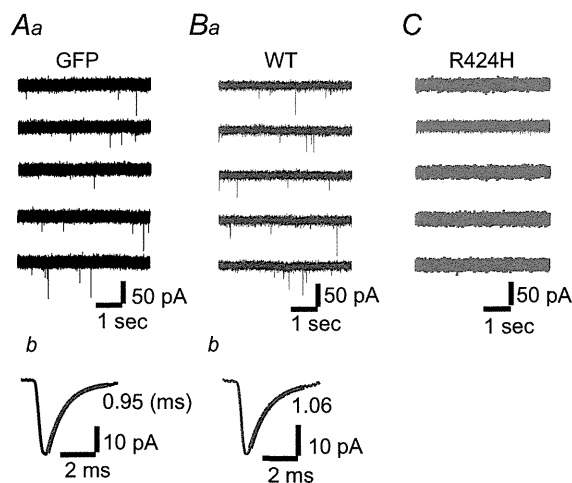 Aa Ba C
GFP WT R424H
50 pA 50 pA 50 pA
1 sec 1 sec 1 sec
b b
0.95 (ms) 1.06
10 pA 10 pA
2 ms 2 ms